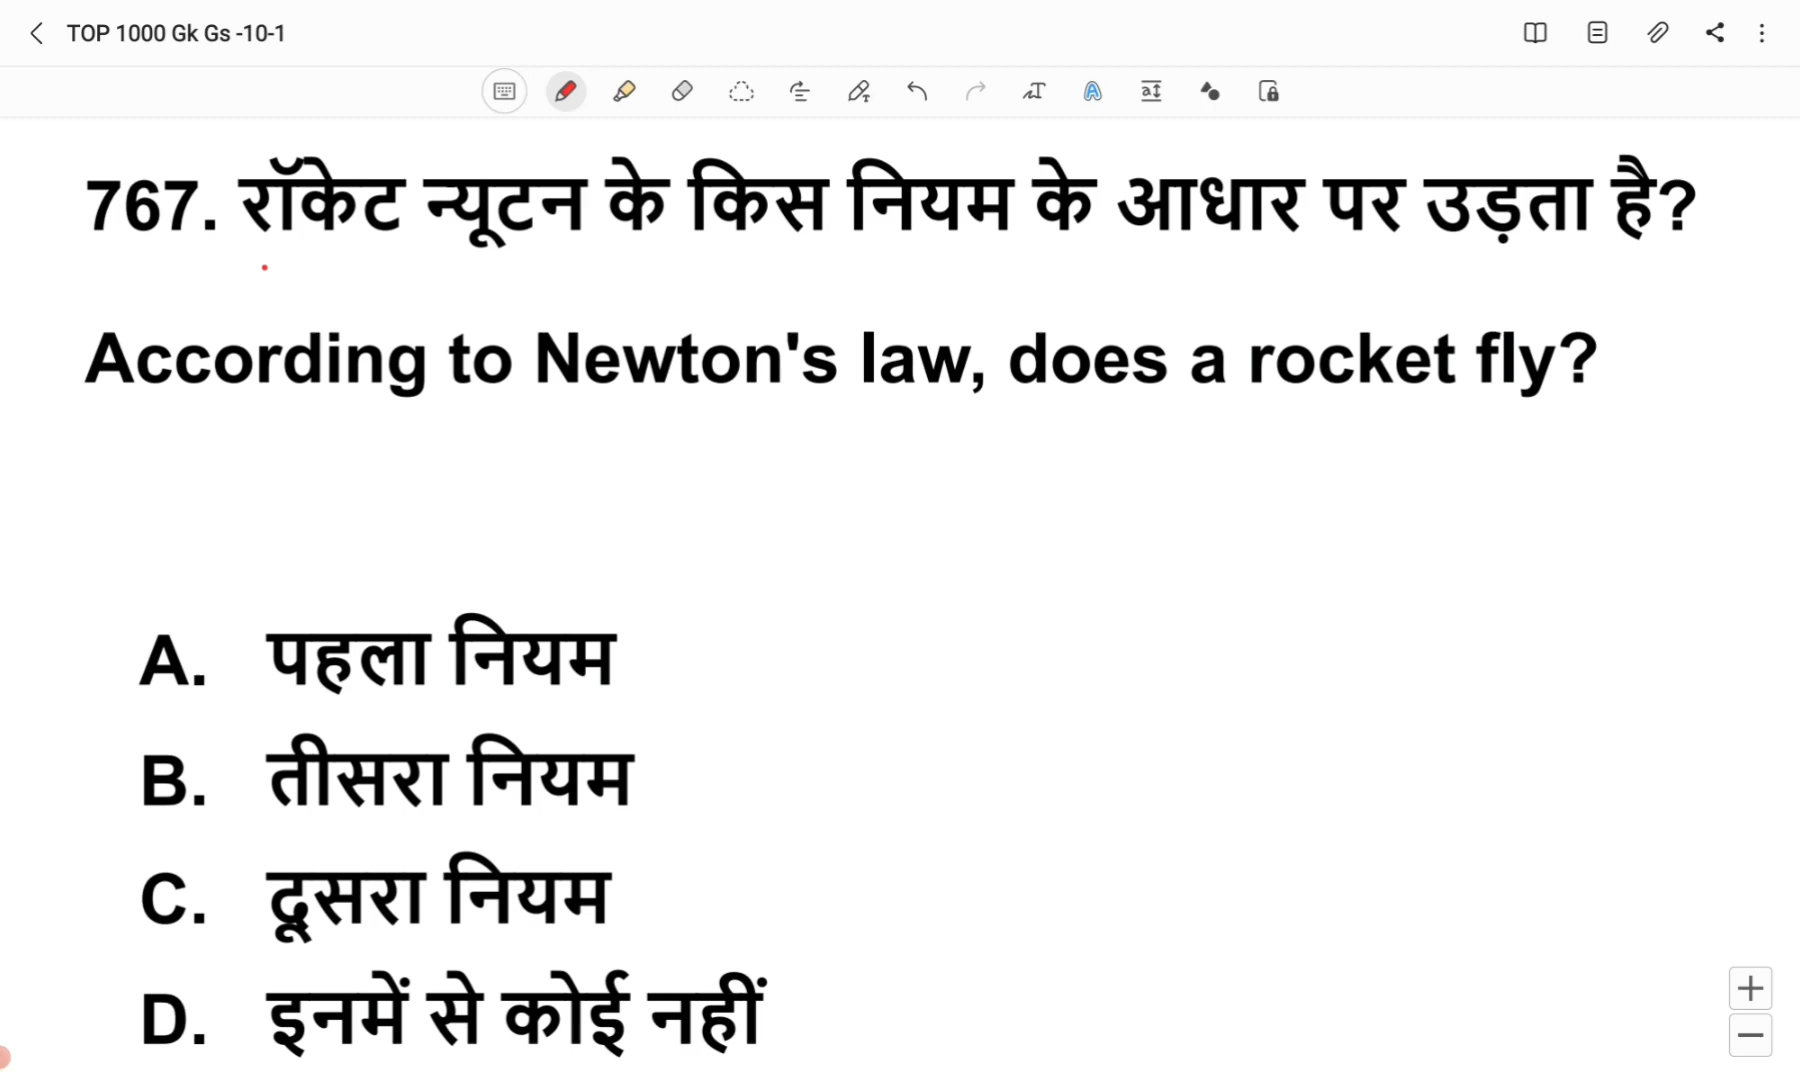 TOP 1000 Gk Gs -10-1
767. रॉकेट न्यूटन के किस नियम के आधार पर उड़ता है?
According to Newton's law, does a rocket fly?
A. पहला नियम
B. तीसरा नियम
C. दूसरा नियम
D. इनमें से कोई नहीं